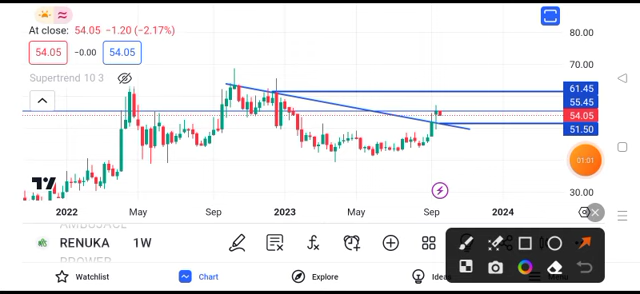 At close: 54.05 −1.20 (−2.17%)
54.05 −0.00 54.05
Supertrend 10 3
80.00
70.00
61.45
55.45
54.05
51.50
01:01
30.00
2022 May Sep 2023 May Sep 2024
RENUKA 1W
Watchlist Chart Explore Ideas Menu